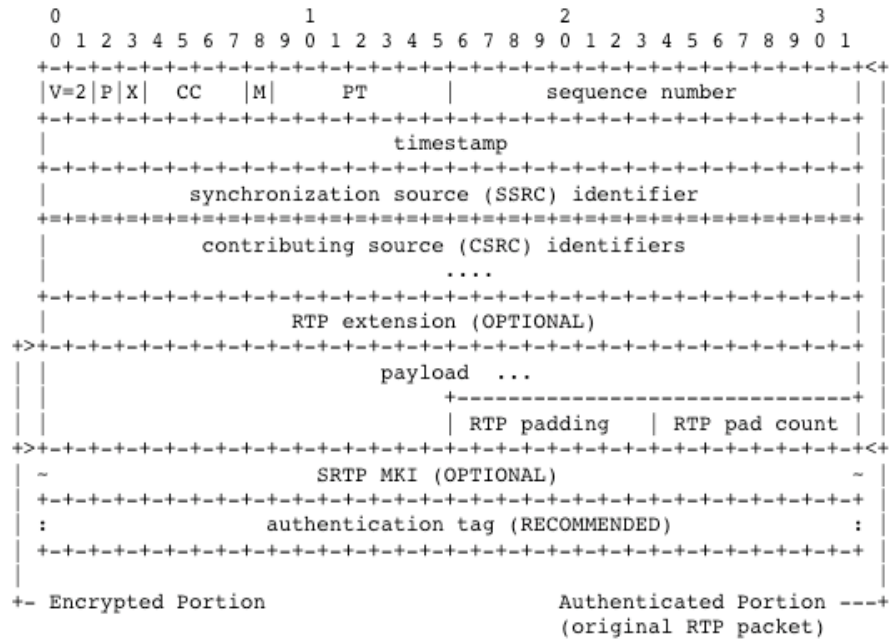 0                   1                   2                   3
0 1 2 3 4 5 6 7 8 9 0 1 2 3 4 5 6 7 8 9 0 1 2 3 4 5 6 7 8 9 0 1
+-+-+-+-+-+-+-+-+-+-+-+-+-+-+-+-+-+-+-+-+-+-+-+-+-+-+-+-+-+-+-+-+<+
|V=2|P|X|  CC   |M|     PT      |       sequence number         | |
+-+-+-+-+-+-+-+-+-+-+-+-+-+-+-+-+-+-+-+-+-+-+-+-+-+-+-+-+-+-+-+-+ |
|                           timestamp                           | |
+-+-+-+-+-+-+-+-+-+-+-+-+-+-+-+-+-+-+-+-+-+-+-+-+-+-+-+-+-+-+-+-+ |
|           synchronization source (SSRC) identifier            | |
+=+=+=+=+=+=+=+=+=+=+=+=+=+=+=+=+=+=+=+=+=+=+=+=+=+=+=+=+=+=+=+=+ |
|            contributing source (CSRC) identifiers             | |
|                               ....                            | |
+-+-+-+-+-+-+-+-+-+-+-+-+-+-+-+-+-+-+-+-+-+-+-+-+-+-+-+-+-+-+-+-+ |
|                   RTP extension (OPTIONAL)                    | |
+>+-+-+-+-+-+-+-+-+-+-+-+-+-+-+-+-+-+-+-+-+-+-+-+-+-+-+-+-+-+-+-+-+ |
| |                          payload  ...                         | |
| |                               +-------------------------------+ |
| |                               | RTP padding   | RTP pad count | |
+>+-+-+-+-+-+-+-+-+-+-+-+-+-+-+-+-+-+-+-+-+-+-+-+-+-+-+-+-+-+-+-+-+<+
| ~                     SRTP MKI (OPTIONAL)                       ~ |
| +-+-+-+-+-+-+-+-+-+-+-+-+-+-+-+-+-+-+-+-+-+-+-+-+-+-+-+-+-+-+-+-+ |
| :                 authentication tag (RECOMMENDED)              : |
| +-+-+-+-+-+-+-+-+-+-+-+-+-+-+-+-+-+-+-+-+-+-+-+-+-+-+-+-+-+-+-+-+ |
|                                                                   |
+- Encrypted Portion                       Authenticated Portion ---+
(original RTP packet)